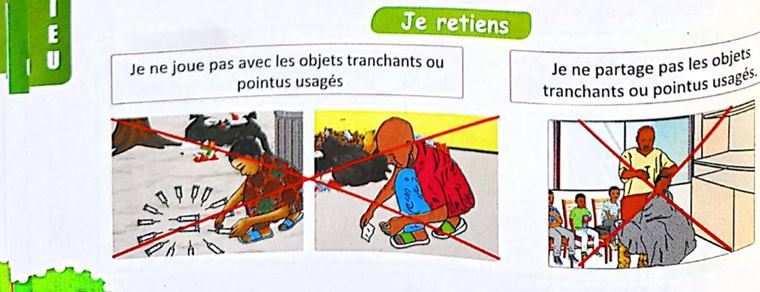 I
E
U
Je retiens
Je ne joue pas avec les objets tranchants ou
pointus usagés
Je ne partage pas les objets
tranchants ou pointus usagés.